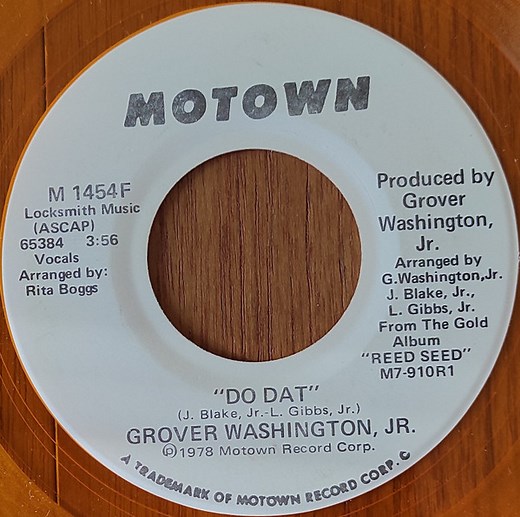 MOTOWN
M 1454F
Locksmith Music
(ASCAP)
65384 3:56
Vocals
Arranged by:
Rita Boggs
Produced by
Grover
Washington,
Jr.
Arranged by
G.Washington,Jr.
J. Blake, Jr.,
L. Gibbs, Jr.
From The Gold
Album
"REED SEED"
M7-910R1
"DO DAT"
(J. Blake, Jr.-L. Gibbs, Jr.)
GROVER WASHINGTON, JR.
Ⓟ1978 Motown Record Corp.
A TRADEMARK OF MOTOWN RECORD CORP. C